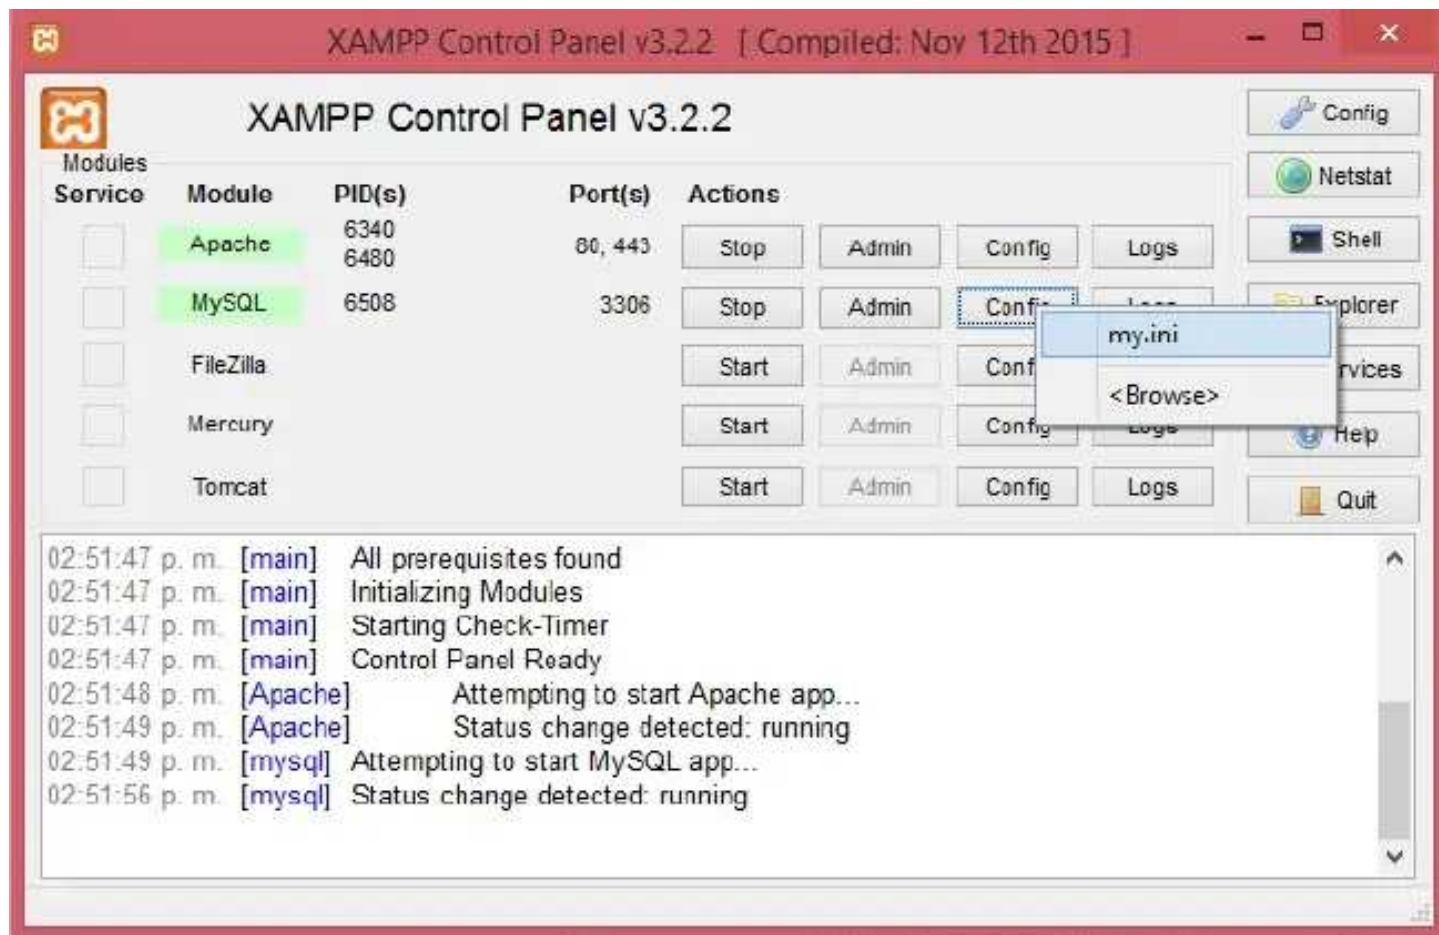 XAMPP Control Panel v3.2.2 [ Compiled: Nov 12th 2015 ]
XAMPP Control Panel v3.2.2
Config
Modules
Netstat
Service Module PID(s) Port(s) Actions
Shell
Apache 6340 6480 80, 443 Stop Admin Config Logs
MySQL 6508 3306 Stop Admin
my.ini
<Browse>
FileZilla Start Admin
Mercury Start Admin Config Logs
Help
Tomcat Start Admin Config Logs
Quit
02:51:47 p. m. [main] All prerequisites found
02:51:47 p. m. [main] Initializing Modules
02:51:47 p. m. [main] Starting Check-Timer
02:51:47 p. m. [main] Control Panel Ready
02:51:48 p. m. [Apache] Attempting to start Apache app...
02:51:49 p. m. [Apache] Status change detected: running
02:51:49 p. m. [mysql] Attempting to start MySQL app...
02:51:56 p. m. [mysql] Status change detected: running